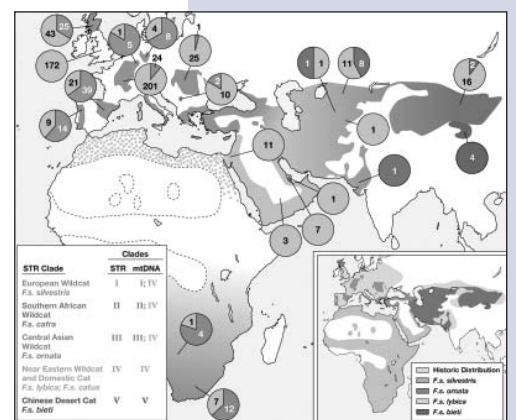 43 25
1 5
4 8
1
25
24
172
201
2 10
21 39
9 14
1 1
11 8
2 16
1
4
1
11
1
7
3
1 4
7 12
Clades
STR Clade STR mtDNA
European Wildcat I I; IV
F.s. silvestris
Southern African II II; IV
Wildcat
F.s. cafra
Central Asian III III; IV
Wildcat
F.s. ornata
Near Eastern Wildcat IV IV
and Domestic Cat
F.s. lybica; F.s. catus
Chinese Desert Cat V V
F.s. bieti
Historic Distribution
F.s. silvestris
F.s. ornata
F.s. lybica
F.s. bieti